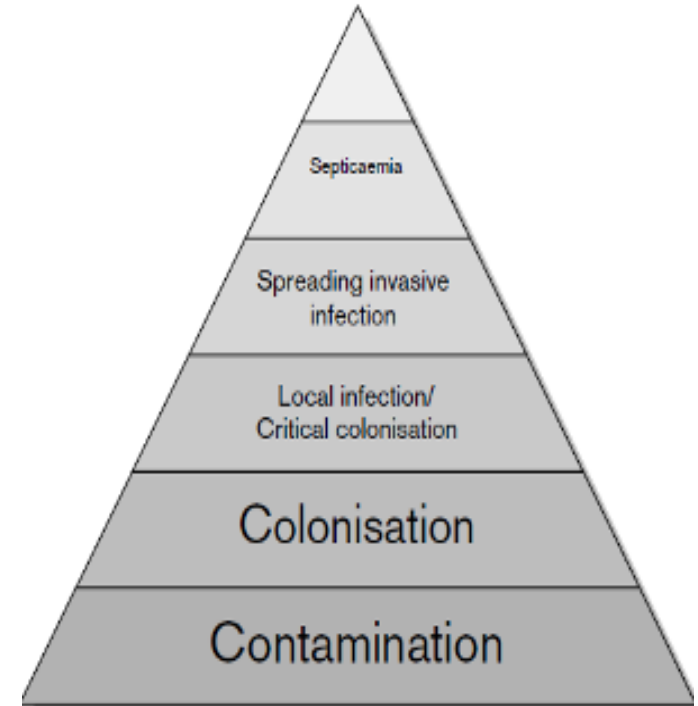 Septicaemia
Spreading invasive
infection
Local infection/
Critical colonisation
Colonisation
Contamination